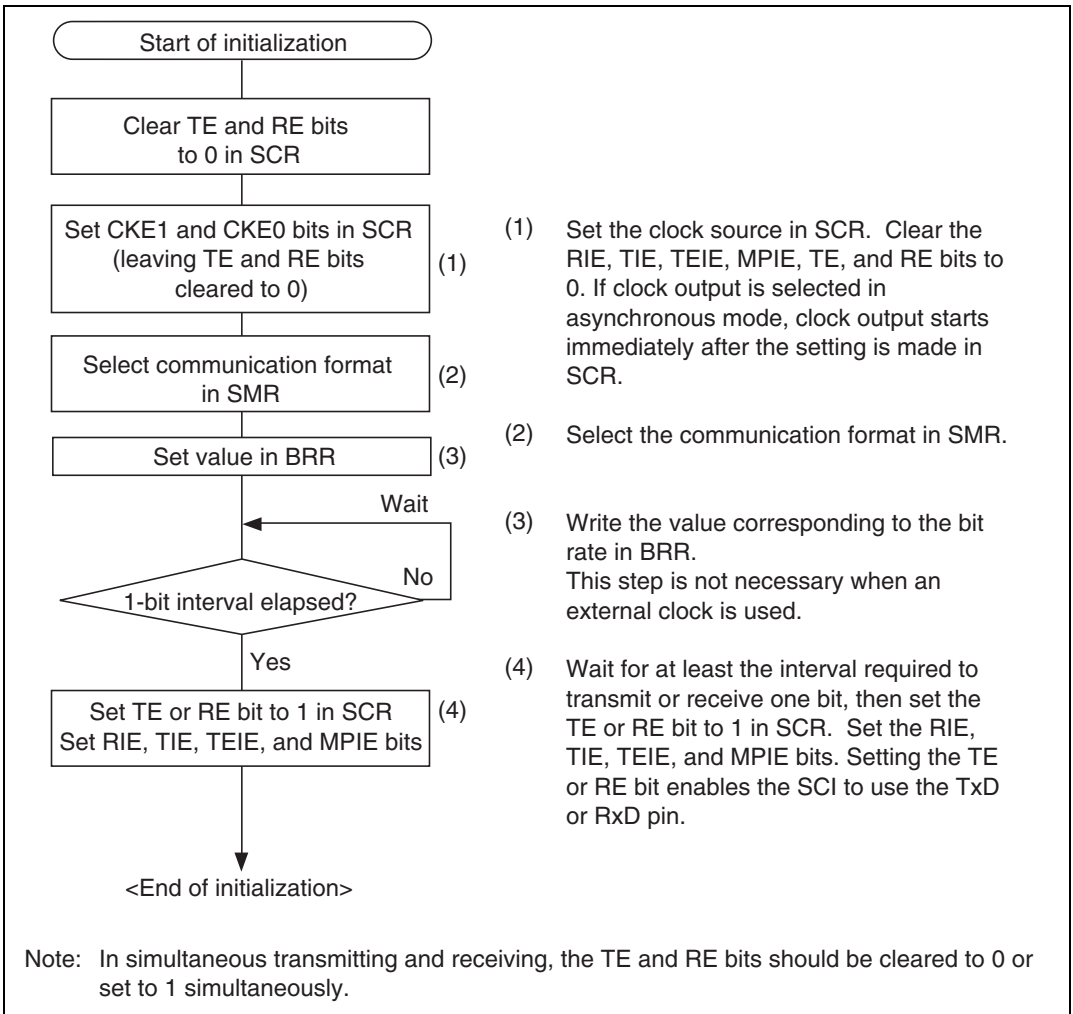 Start of initialization
Clear TE and RE bits
to 0 in SCR
Set CKE1 and CKE0 bits in SCR
(leaving TE and RE bits
cleared to 0)
(1)
Select communication format
in SMR
(2)
Set value in BRR
(3)
Wait
No
1-bit interval elapsed?
Yes
Set TE or RE bit to 1 in SCR
Set RIE, TIE, TEIE, and MPIE bits
(4)
<End of initialization>
(1) Set the clock source in SCR. Clear the
RIE, TIE, TEIE, MPIE, TE, and RE bits to
0. If clock output is selected in
asynchronous mode, clock output starts
immediately after the setting is made in
SCR.
(2) Select the communication format in SMR.
(3) Write the value corresponding to the bit
rate in BRR.
This step is not necessary when an
external clock is used.
(4) Wait for at least the interval required to
transmit or receive one bit, then set the
TE or RE bit to 1 in SCR. Set the RIE,
TIE, TEIE, and MPIE bits. Setting the TE
or RE bit enables the SCI to use the TxD
or RxD pin.
Note: In simultaneous transmitting and receiving, the TE and RE bits should be cleared to 0 or
set to 1 simultaneously.